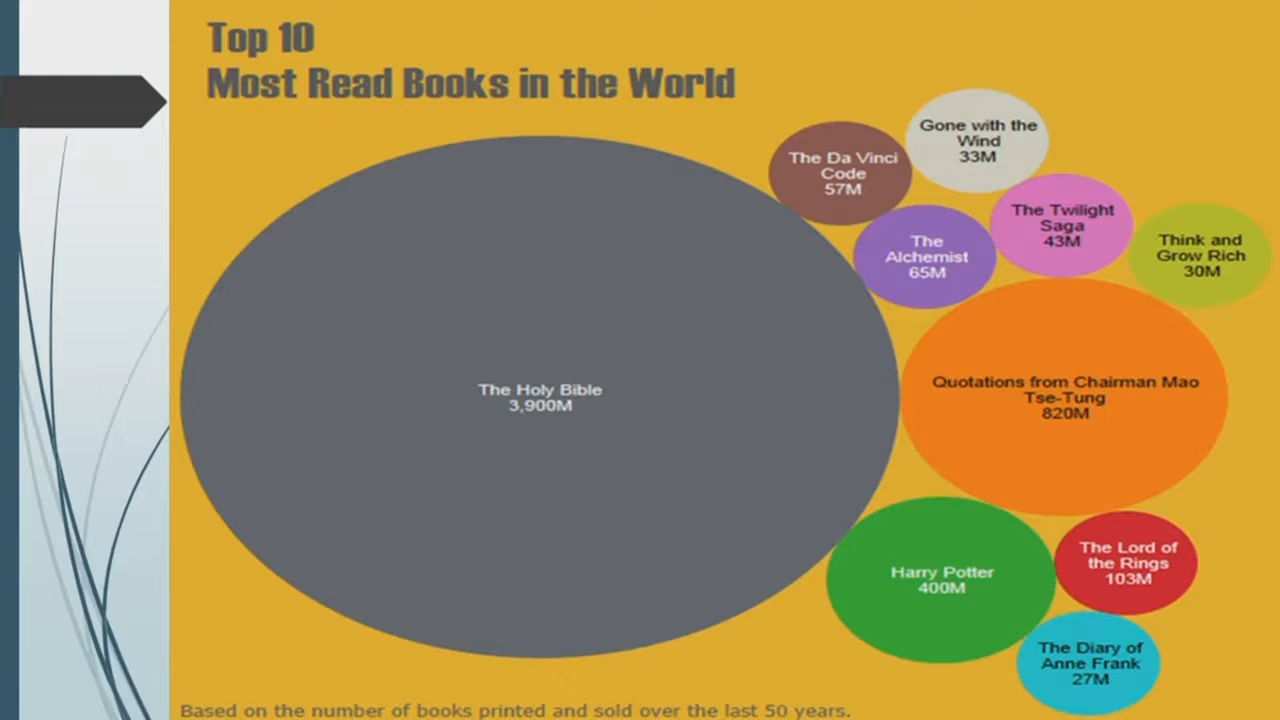 Top 10
Most Read Books in the World
Gone with the
Wind
33M
The Da Vinci
Code
57M
The Twilight
Saga
43M
The
Alchemist
65M
Think and
Grow Rich
30M
The Holy Bible
3,900M
Quotations from Chairman Mao
Tse-Tung
820M
Harry Potter
400M
The Lord of
the Rings
103M
The Diary of
Anne Frank
27M
Based on the number of books printed and sold over the last 50 years.